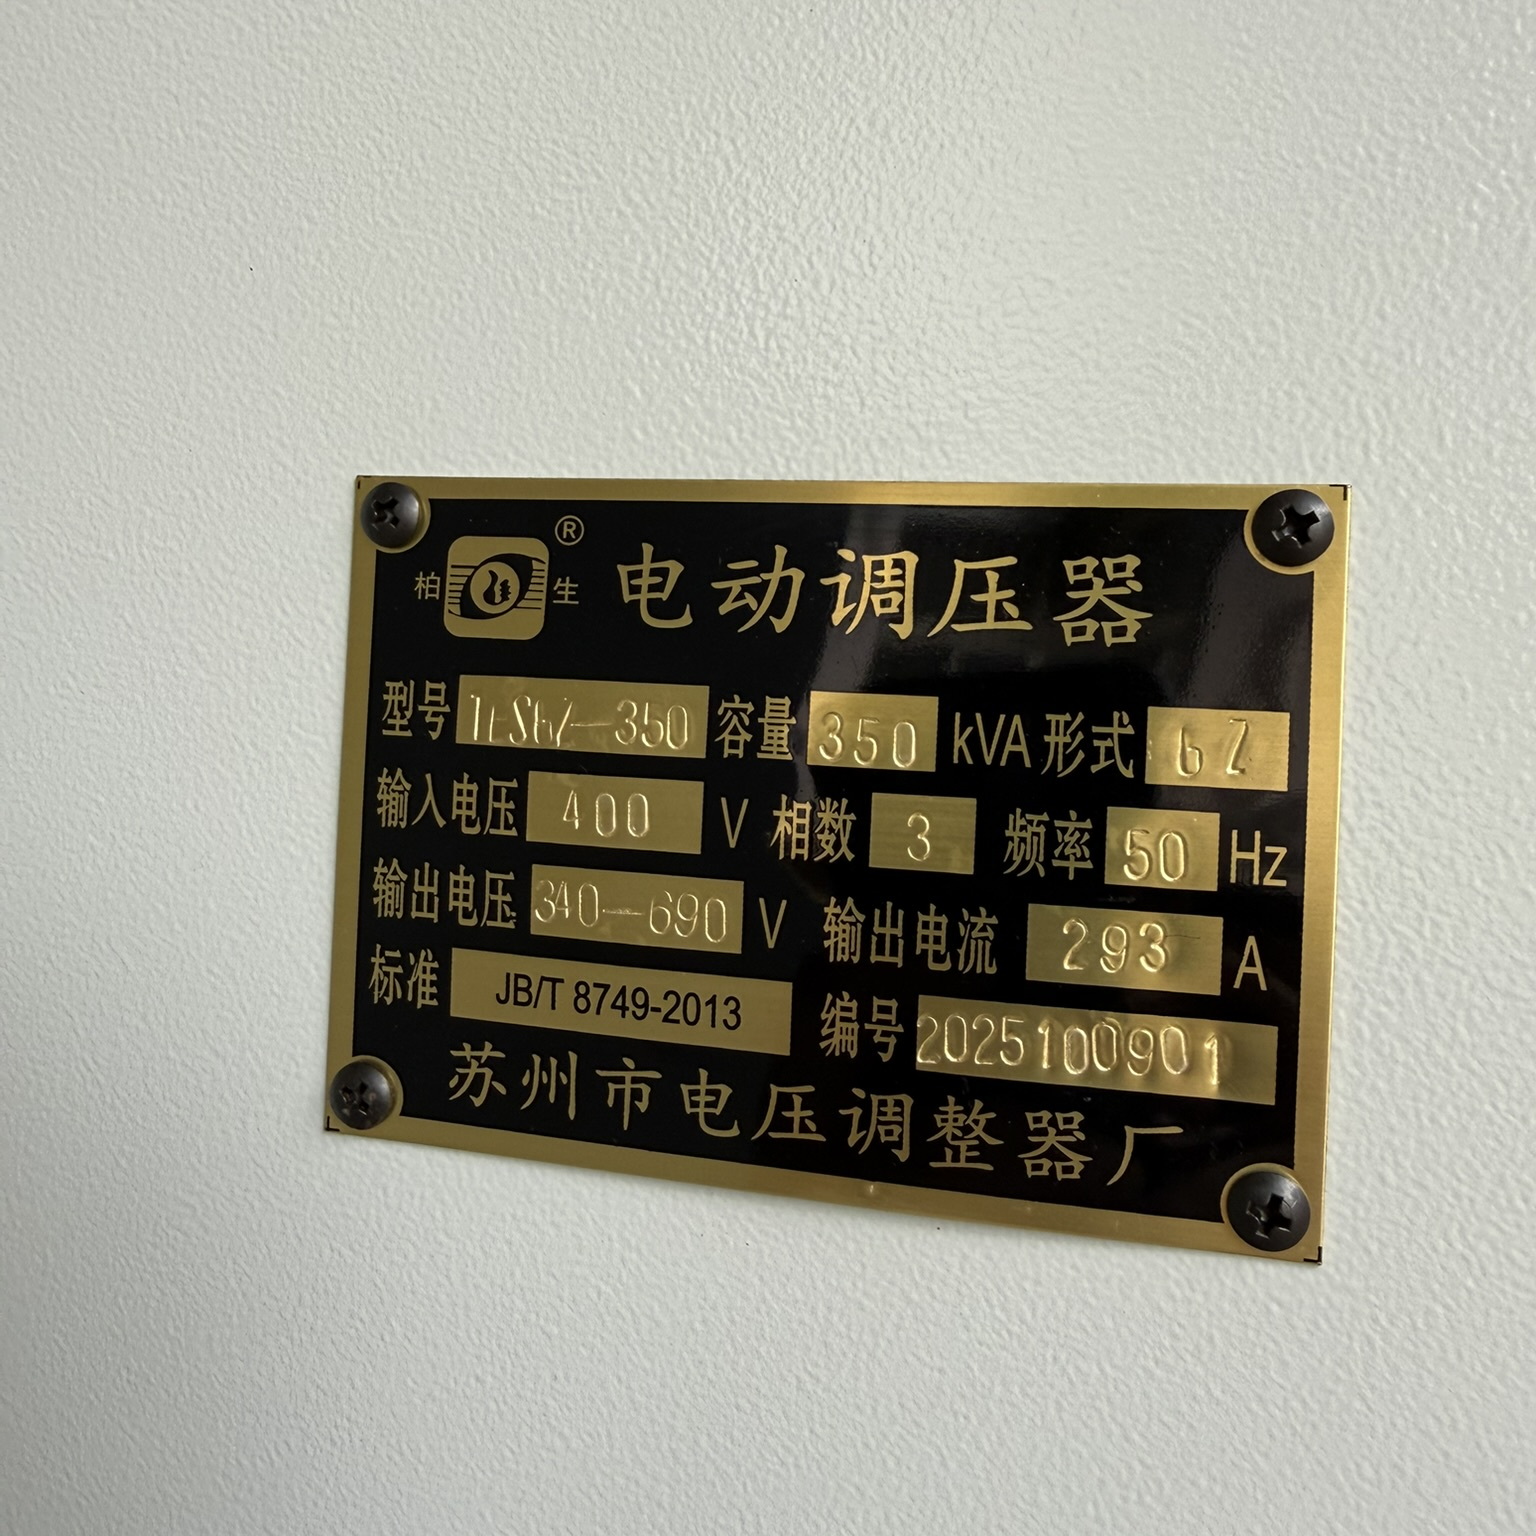 柏 生 ® 电动调压器
型号 350 容量 350 kVA 形式
输入电压 400 V 相数 3 频率 50 Hz
输出电压 340-690 V 输出电流 293 A
标准 JB/T 8749-2013 编号 2025100901
苏州市电压调整器厂